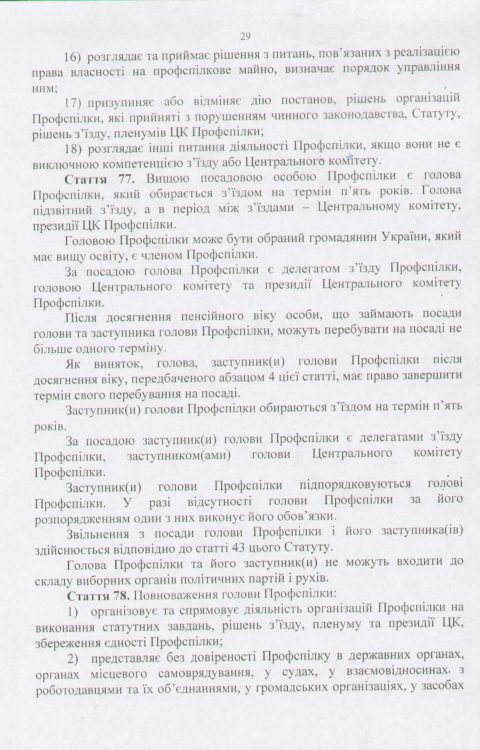 29
16) розглядає та приймає рішення з питань, пов’язаних з реалізацією
права власності на профспілкове майно, визначає порядок управління
ним;
17) призупиняє або відміняє дію постанов, рішень організацій
Профспілки, які прийняті з порушенням чинного законодавства, Статуту,
рішень з’їзду, пленумів ЦК Профспілки;
18) розглядає інші питання діяльності Профспілки, якщо вони не є
виключною компетенцією з’їзду або Центрального комітету.
Стаття 77. Вищою посадовою особою Профспілки є голова
Профспілки, який обирається з’їздом на термін п’ять років. Голова
підзвітний з’їзду, а в період між з’їздами – Центральному комітету,
президії ЦК Профспілки.
Головою Профспілки може бути обраний громадянин України, який
має вищу освіту, є членом Профспілки.
За посадою голова Профспілки є делегатом з’їзду Профспілки,
головою Центрального комітету та президії Центрального комітету
Профспілки.
Після досягнення пенсійного віку особи, що займають посади
голови та заступника голови Профспілки, можуть перебувати на посаді не
більше одного терміну.
Як виняток, голова, заступник(и) голови Профспілки після
досягнення віку, передбаченого абзацом 4 цієї статті, має право завершити
термін свого перебування на посаді.
Заступник(и) голови Профспілки обираються з’їздом на термін п’ять
років.
За посадою заступник(и) голови Профспілки є делегатами з’їзду
Профспілки, заступником(ами) голови Центрального комітету
Профспілки.
Заступник(и) голови Профспілки підпорядковуються голові
Профспілки. У разі відсутності голови Профспілки за його
розпорядженням один з них виконує його обов’язки.
Звільнення з посади голови Профспілки і його заступника(ів)
здійснюється відповідно до статті 43 цього Статуту.
Голова Профспілки та його заступник(и) не можуть входити до
складу виборних органів політичних партій і рухів.
Стаття 78. Повноваження голови Профспілки:
1) організовує та спрямовує діяльність організацій Профспілки на
виконання статутних завдань, рішень з’їзду, пленуму та президії ЦК,
збереження єдності Профспілки;
2) представляє без довіреності Профспілку в державних органах,
органах місцевого самоврядування, у судах, у взаємовідносинах з
роботодавцями та їх об’єднаннями, у громадських організаціях, у засобах